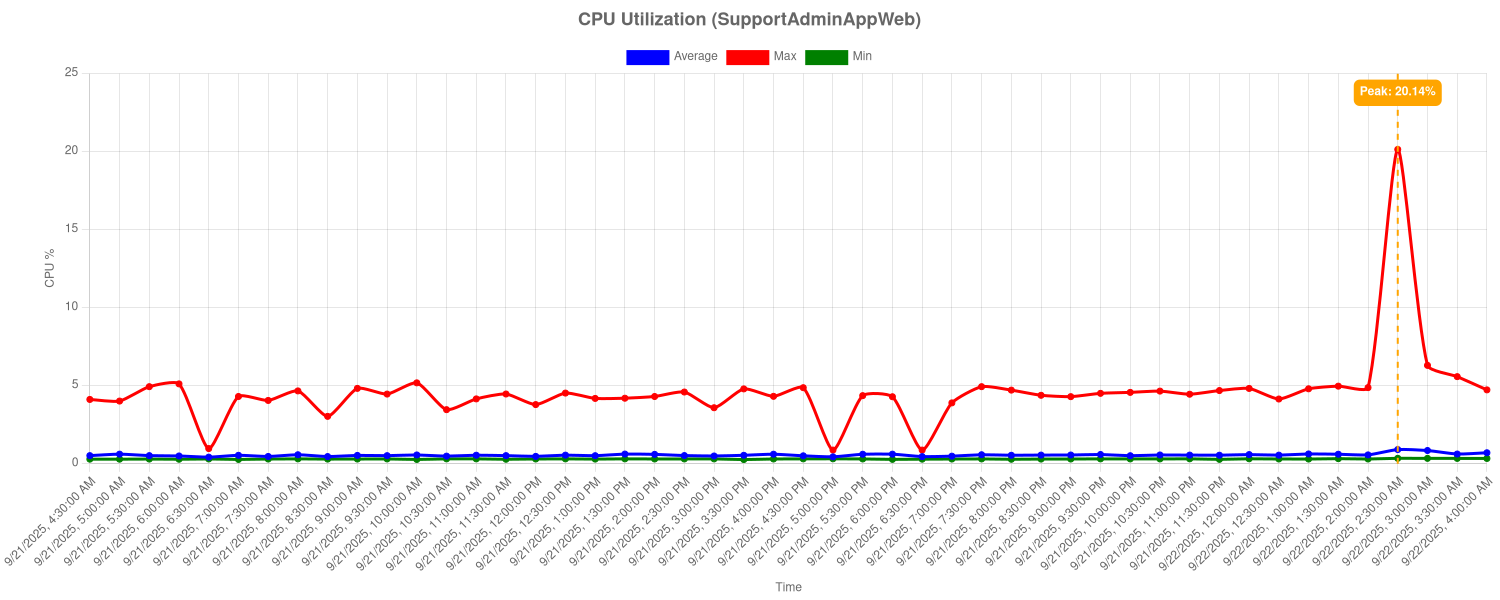 CPU Utilization (SupportAdminAppWeb)
Average Max Min
Peak: 20.14%
25
20
15
10
5
0
CPU %
9/21/2025, 4:30:00 AM
9/21/2025, 5:00:00 AM
9/21/2025, 5:30:00 AM
9/21/2025, 6:00:00 AM
9/21/2025, 6:30:00 AM
9/21/2025, 7:00:00 AM
9/21/2025, 7:30:00 AM
9/21/2025, 8:00:00 AM
9/21/2025, 8:30:00 AM
9/21/2025, 9:00:00 AM
9/21/2025, 9:30:00 AM
9/21/2025, 10:00:00 AM
9/21/2025, 10:30:00 AM
9/21/2025, 11:00:00 AM
9/21/2025, 11:30:00 AM
9/21/2025, 12:00:00 PM
9/21/2025, 12:30:00 PM
9/21/2025, 1:00:00 PM
9/21/2025, 1:30:00 PM
9/21/2025, 2:00:00 PM
9/21/2025, 2:30:00 PM
9/21/2025, 3:00:00 PM
9/21/2025, 3:30:00 PM
9/21/2025, 4:00:00 PM
9/21/2025, 4:30:00 PM
9/21/2025, 5:00:00 PM
9/21/2025, 5:30:00 PM
9/21/2025, 6:00:00 PM
9/21/2025, 6:30:00 PM
9/21/2025, 7:00:00 PM
9/21/2025, 7:30:00 PM
9/21/2025, 8:00:00 PM
9/21/2025, 8:30:00 PM
9/21/2025, 9:00:00 PM
9/21/2025, 9:30:00 PM
9/21/2025, 10:00:00 PM
9/21/2025, 10:30:00 PM
9/21/2025, 11:00:00 PM
9/21/2025, 11:30:00 PM
9/22/2025, 12:00:00 AM
9/22/2025, 12:30:00 AM
9/22/2025, 1:00:00 AM
9/22/2025, 1:30:00 AM
9/22/2025, 2:00:00 AM
9/22/2025, 2:30:00 AM
9/22/2025, 3:00:00 AM
9/22/2025, 3:30:00 AM
9/22/2025, 4:00:00 AM
Time